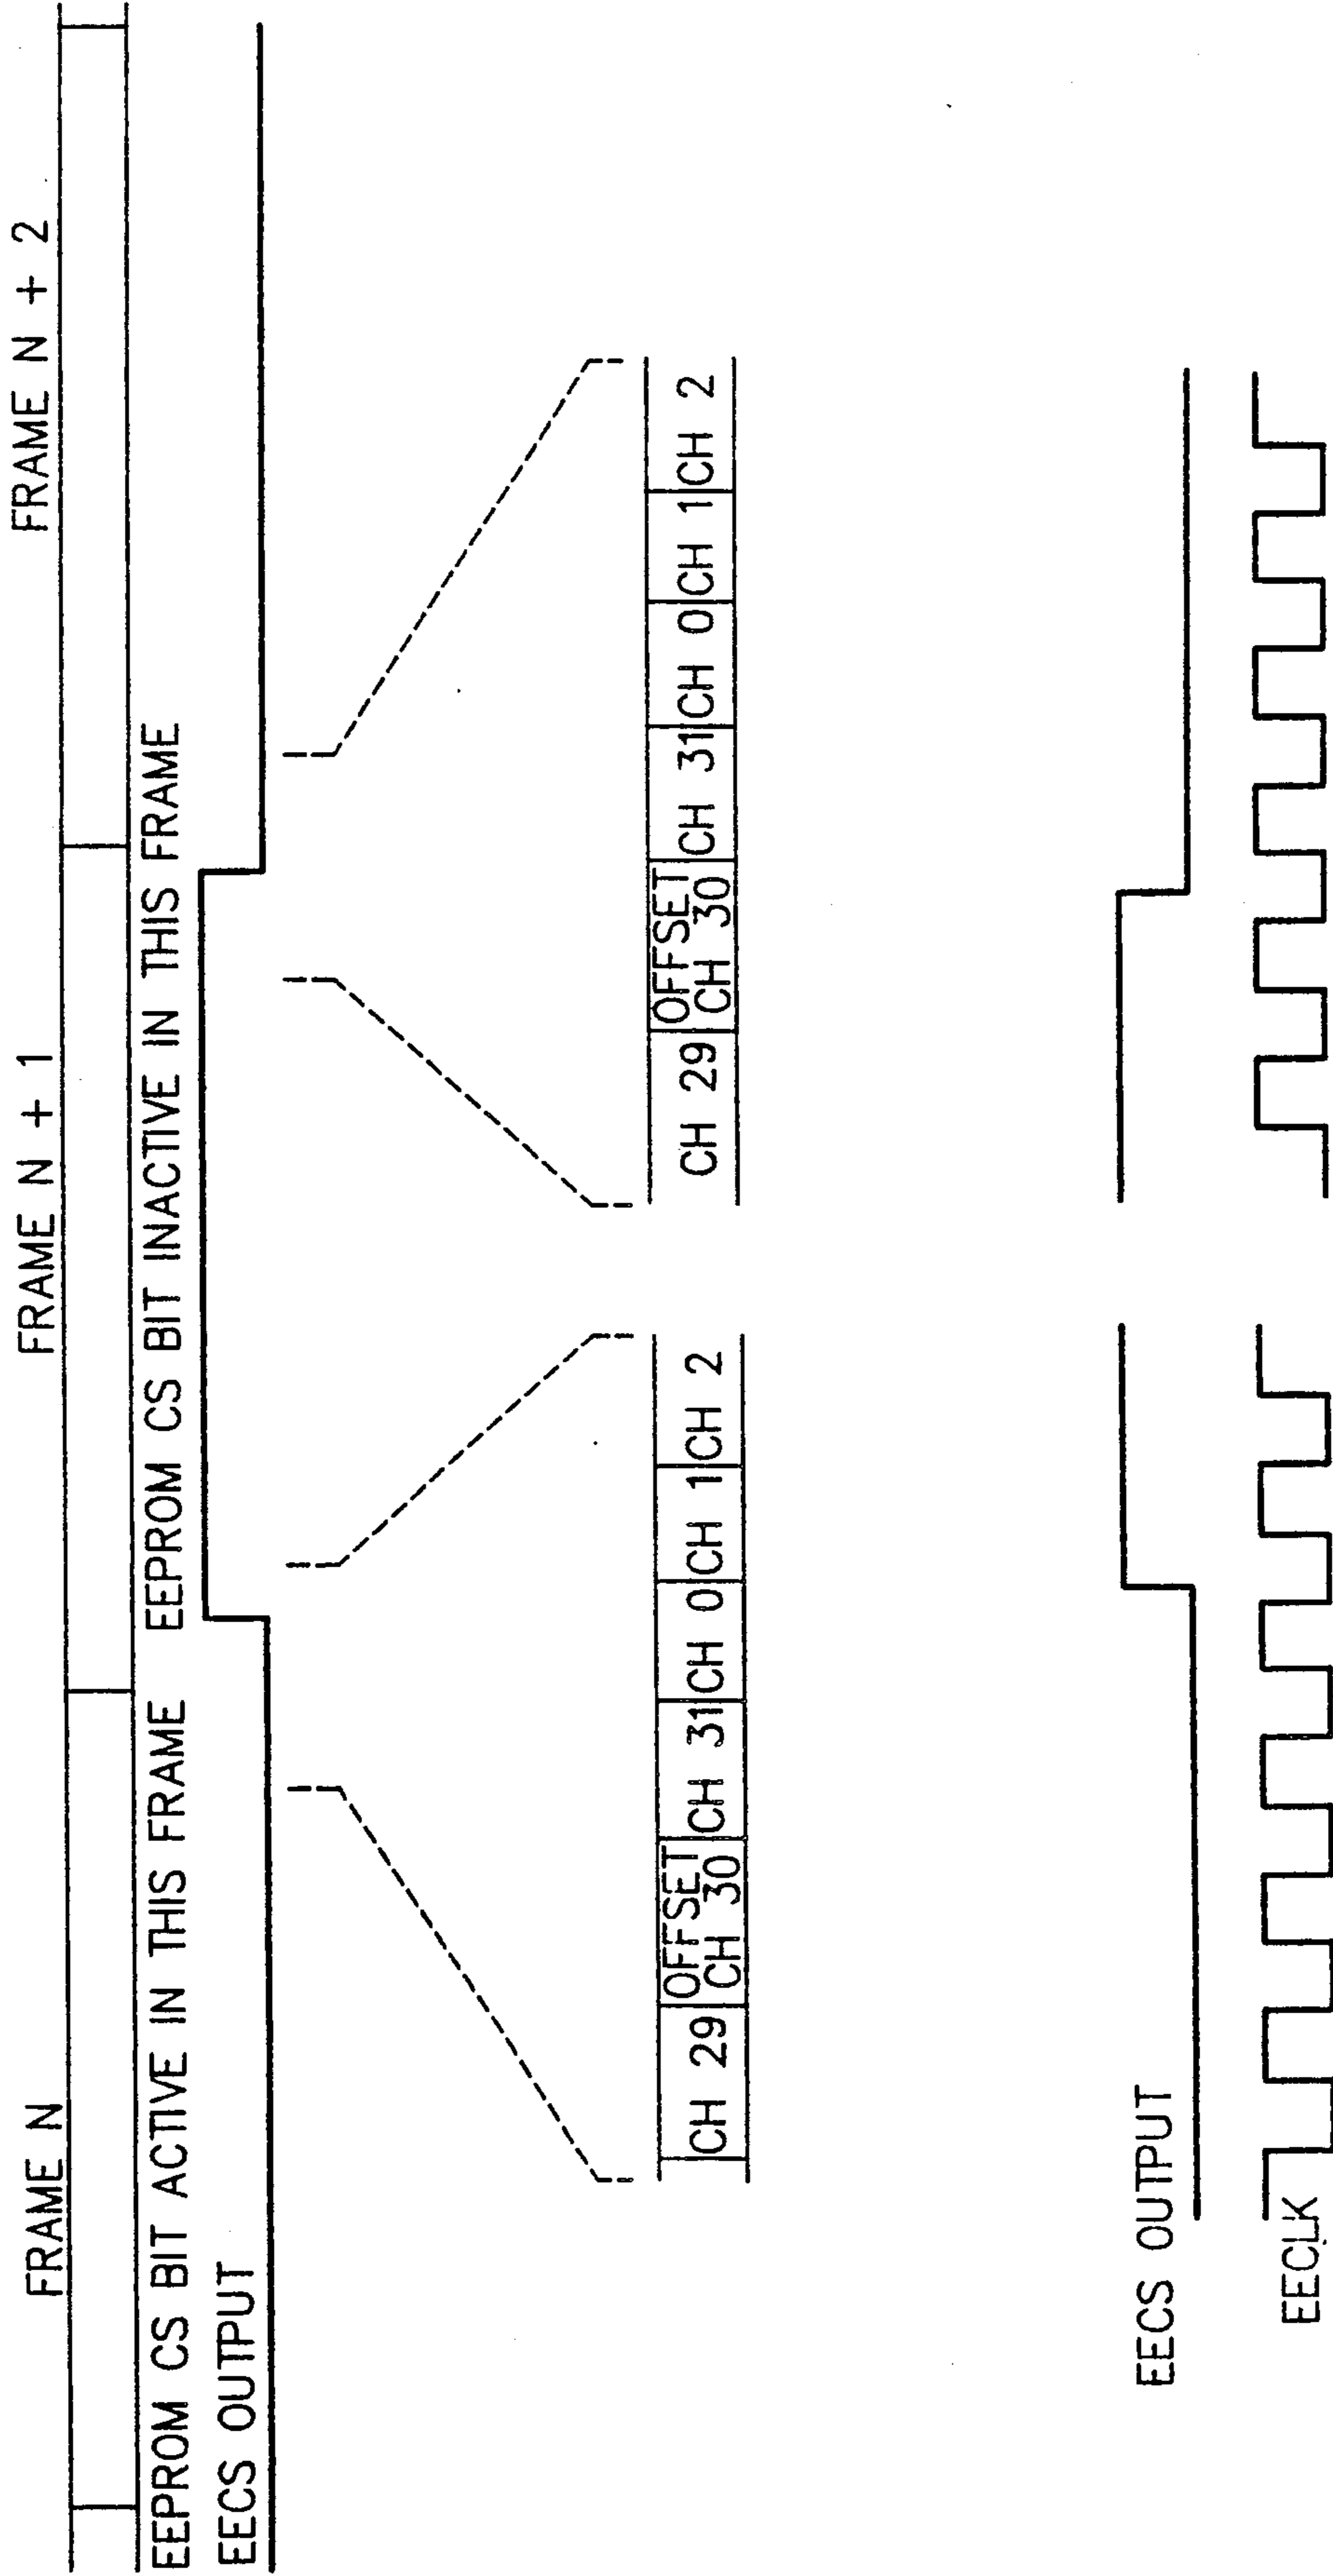 FRAME N
FRAME N + 1
FRAME N + 2
EEPROM CS BIT ACTIVE IN THIS FRAME
EEPROM CS BIT INACTIVE IN THIS FRAME
EECS OUTPUT
CH 29
OFFSET
CH 30
CH 31
CH 0
CH 1
CH 2
CH 29
OFFSET
CH 30
CH 31
CH 0
CH 1
CH 2
EECS OUTPUT
EECLK